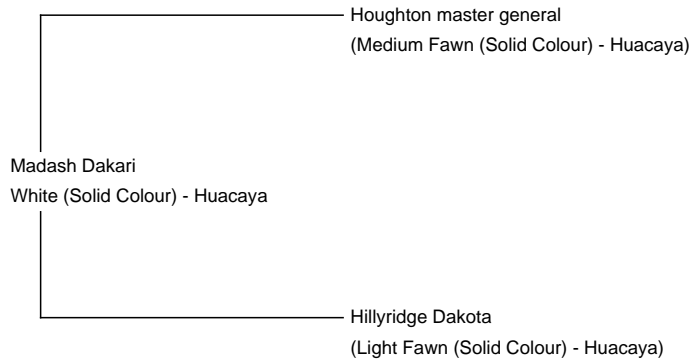 Houghton master general
(Medium Fawn (Solid Colour) - Huacaya)
Madash Dakari
White (Solid Colour) - Huacaya
Hillyridge Dakota
(Light Fawn (Solid Colour) - Huacaya)